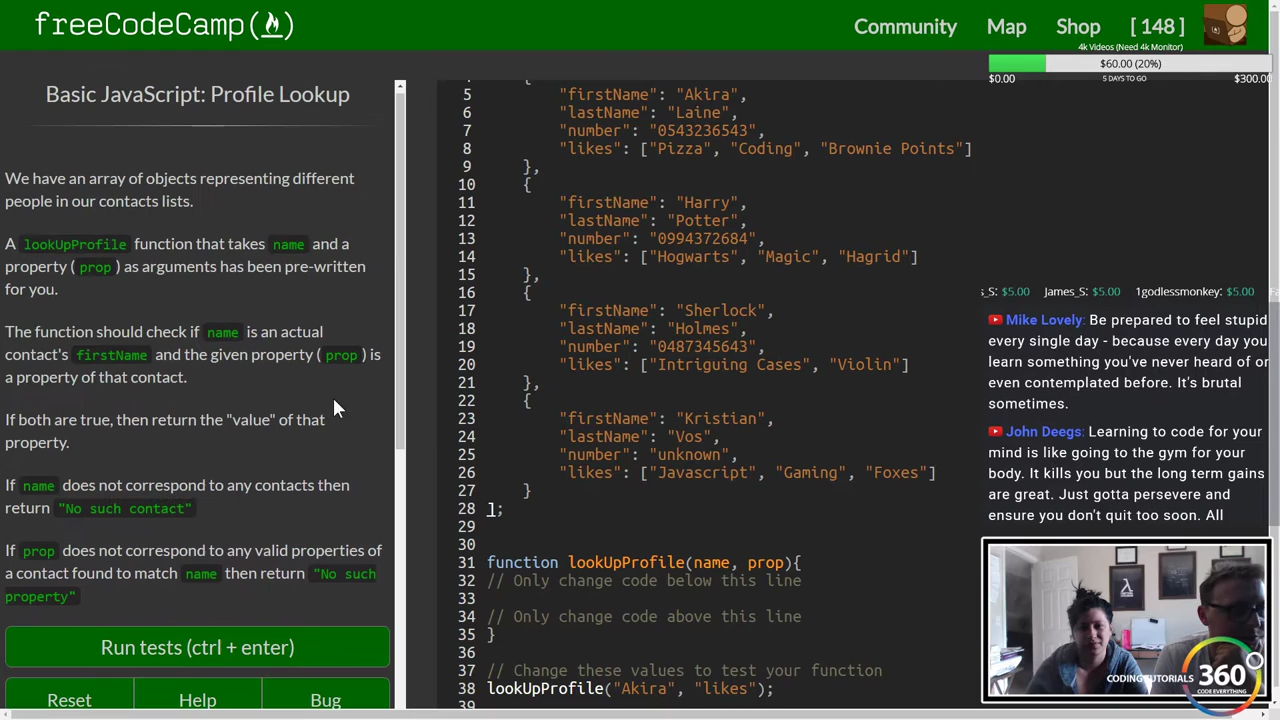 freeCodeCamp
Community
Map
Shop
[ 148 ]
4k Videos (Need 4k Monitor)
$60.00 (20%)
$0.00
5 DAYS TO GO
$300.00
Basic JavaScript: Profile Lookup
We have an array of objects representing different
people in our contacts lists.
A lookUpProfile function that takes name and a
property ( prop ) as arguments has been pre-written
for you.
The function should check if name is an actual
contact's firstName and the given property ( prop ) is
a property of that contact.
If both are true, then return the "value" of that
property.
If name does not correspond to any contacts then
return "No such contact"
If prop does not correspond to any valid properties of
a contact found to match name then return "No such
property"
Run tests (ctrl + enter)
Reset
Help
Bug
5 "firstName": "Akira",
6 "lastName": "Laine",
7 "number": "0543236543",
8 "likes": ["Pizza", "Coding", "Brownie Points"]
9 },
10 {
11 "firstName": "Harry",
12 "lastName": "Potter",
13 "number": "0994372684",
14 "likes": ["Hogwarts", "Magic", "Hagrid"]
15 },
16 {
17 "firstName": "Sherlock",
18 "lastName": "Holmes",
19 "number": "0487345643",
20 "likes": ["Intriguing Cases", "Violin"]
21 },
22 {
23 "firstName": "Kristian",
24 "lastName": "Vos",
25 "number": "unknown",
26 "likes": ["Javascript", "Gaming", "Foxes"]
27 }
28 ];
29
30
31 function lookUpProfile(name, prop){
32 // Only change code below this line
33
34 // Only change code above this line
35 }
36
37 // Change these values to test your function
38 lookUpProfile("Akira", "likes");
39
_S: $5.00 James_S: $5.00 1godlessmonkey: $5.00
Mike Lovely: Be prepared to feel stupid
every single day - because every day you
learn something you've never heard of or
even contemplated before. It's brutal
sometimes.
John Deegs: Learning to code for your
mind is like going to the gym for your
body. It kills you but the long term gains
are great. Just gotta persevere and
ensure you don't quit too soon. All
CODING TUTORIALS 360°
CODE EVERYTHING